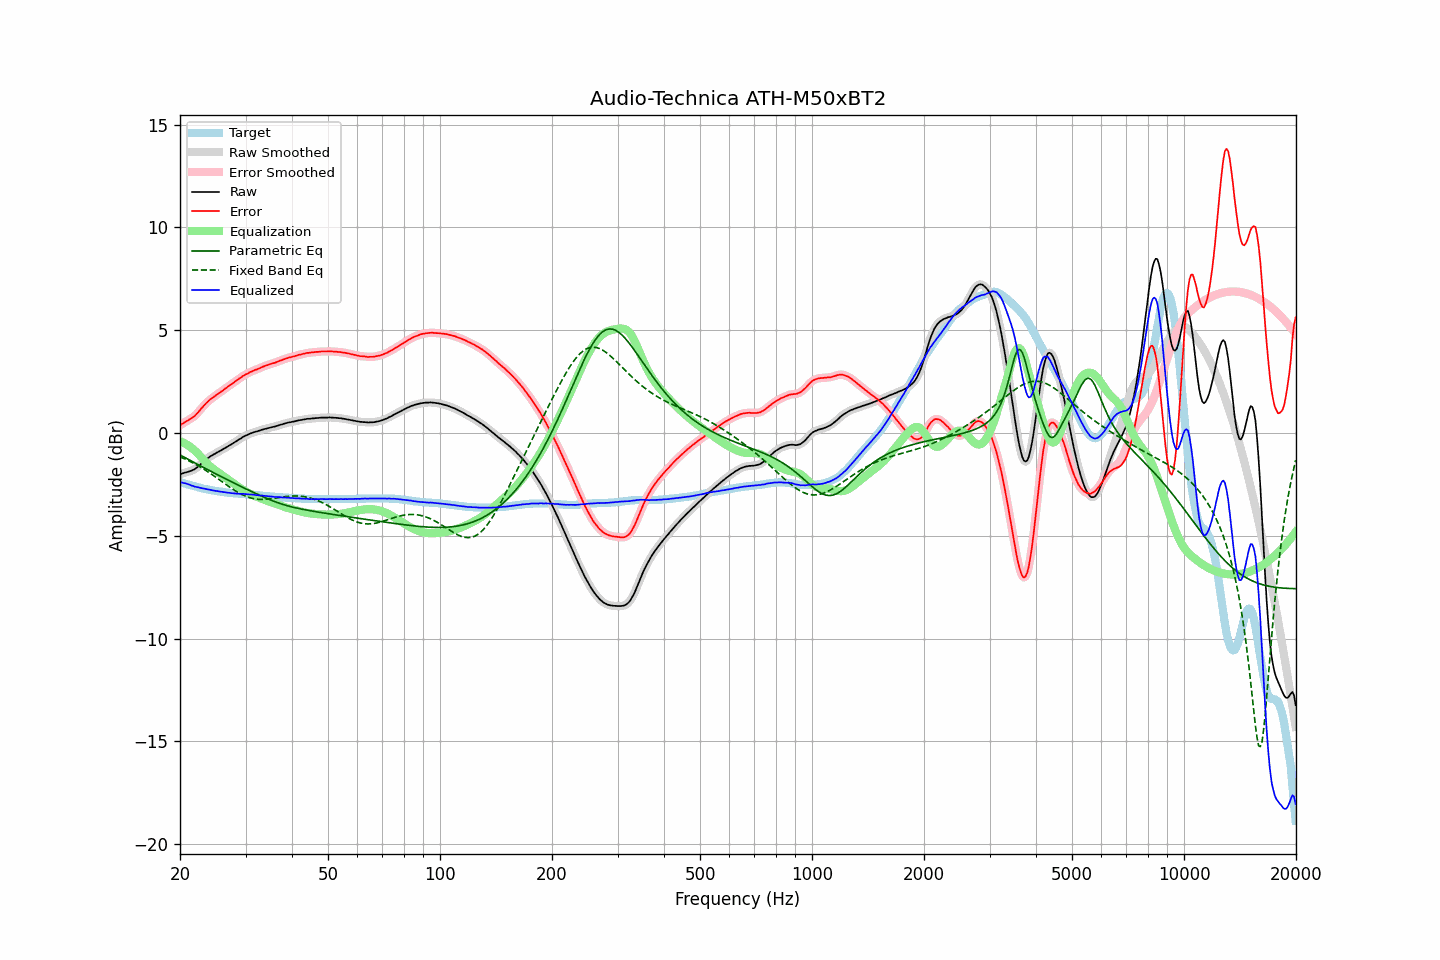 Audio-Technica ATH-M50xBT2
Target
Raw Smoothed
Error Smoothed
Raw
Error
Equalization
Parametric Eq
Fixed Band Eq
Equalized
Amplitude (dBr)
15
10
5
0
−5
−10
−15
−20
20 50 100 200 500 1000 2000 5000 10000 20000
Frequency (Hz)